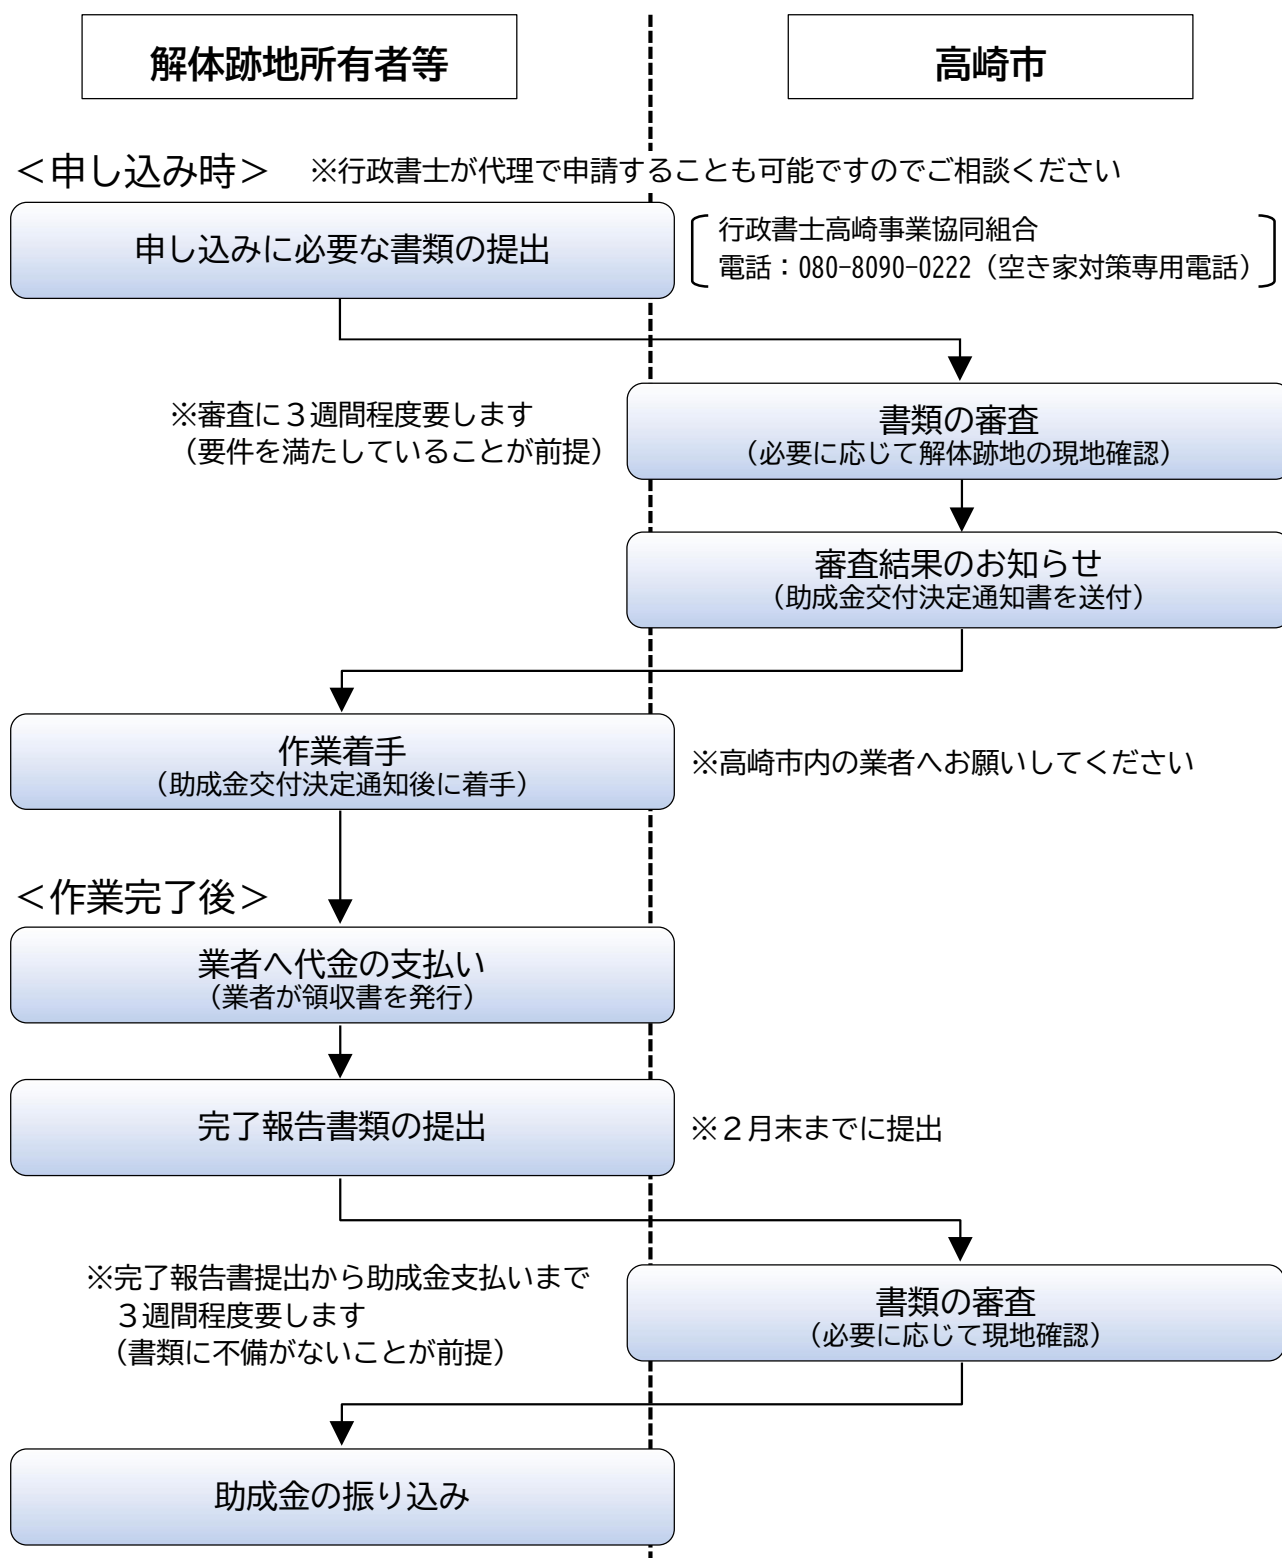 解体跡地所有者等
高崎市
＜申し込み時＞ ※行政書士が代理で申請することも可能ですのでご相談ください
申し込みに必要な書類の提出
行政書士高崎事業協同組合
電話：080-8090-0222（空き家対策専用電話）
※審査に３週間程度要します
（要件を満たしていることが前提）
書類の審査
（必要に応じて解体跡地の現地確認）
審査結果のお知らせ
（助成金交付決定通知書を送付）
作業着手
（助成金交付決定通知後に着手）
※高崎市内の業者へお願いしてください
＜作業完了後＞
業者へ代金の支払い
（業者が領収書を発行）
完了報告書類の提出
※２月末までに提出
※完了報告書提出から助成金支払いまで
３週間程度要します
（書類に不備がないことが前提）
書類の審査
（必要に応じて現地確認）
助成金の振り込み